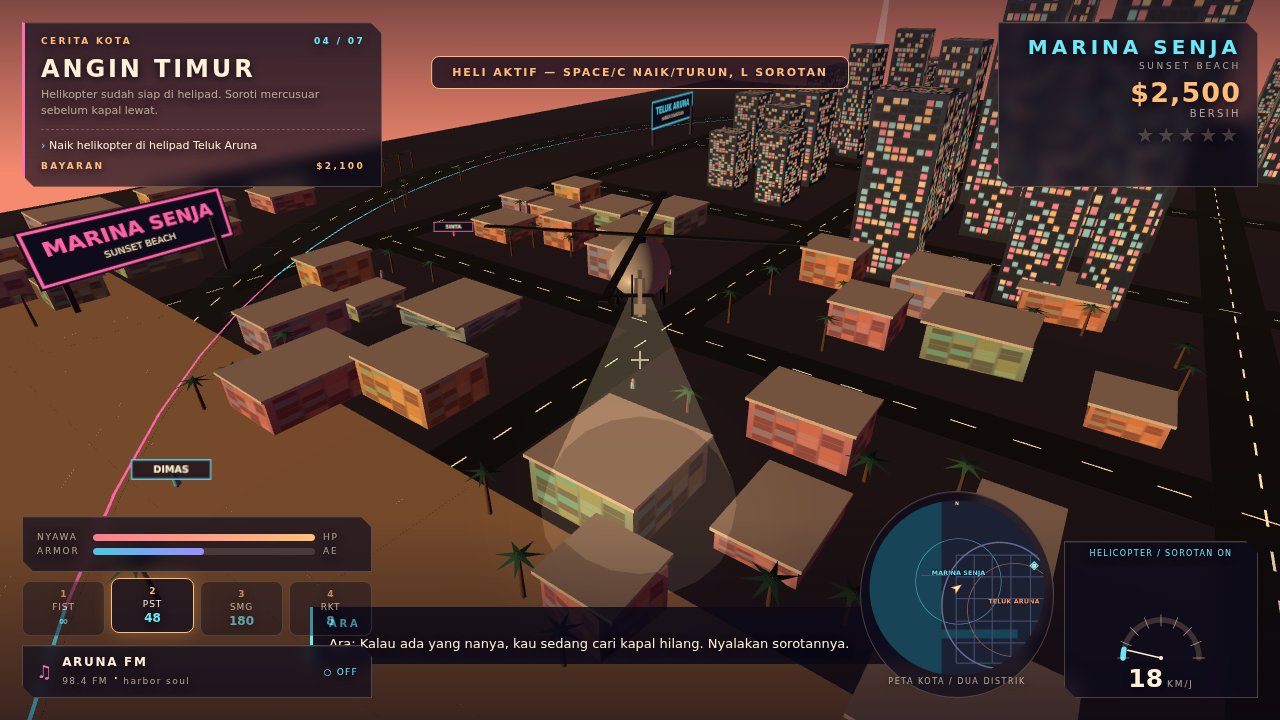 CERITA KOTA 04 / 07
ANGIN TIMUR
Helikopter sudah siap di helipad. Soroti mercusuar
sebelum kapal lewat.
› Naik helikopter di helipad Teluk Aruna
BAYARAN $2,100
HELI AKTIF — SPACE/C NAIK/TURUN, L SOROTAN
MARINA SENJA
SUNSET BEACH
$2,500
BERSIH
★★★★★
TELUK ARUNA
MARINA SENJA
SUNSET BEACH
SINTA
DIMAS
NYAWA HP
ARMOR AE
1
FIST
∞
2
PST
48
3
SMG
180
4
RKT
ARA
Ara: Kalau ada yang nanya, kau sedang cari kapal hilang. Nyalakan sorotannya.
♫ ARUNA FM
98.4 FM · harbor soul
○ OFF
N
MARINA SENJA
TELUK ARUNA
PETA KOTA / DUA DISTRIK
HELICOPTER / SOROTAN ON
18 KM/J